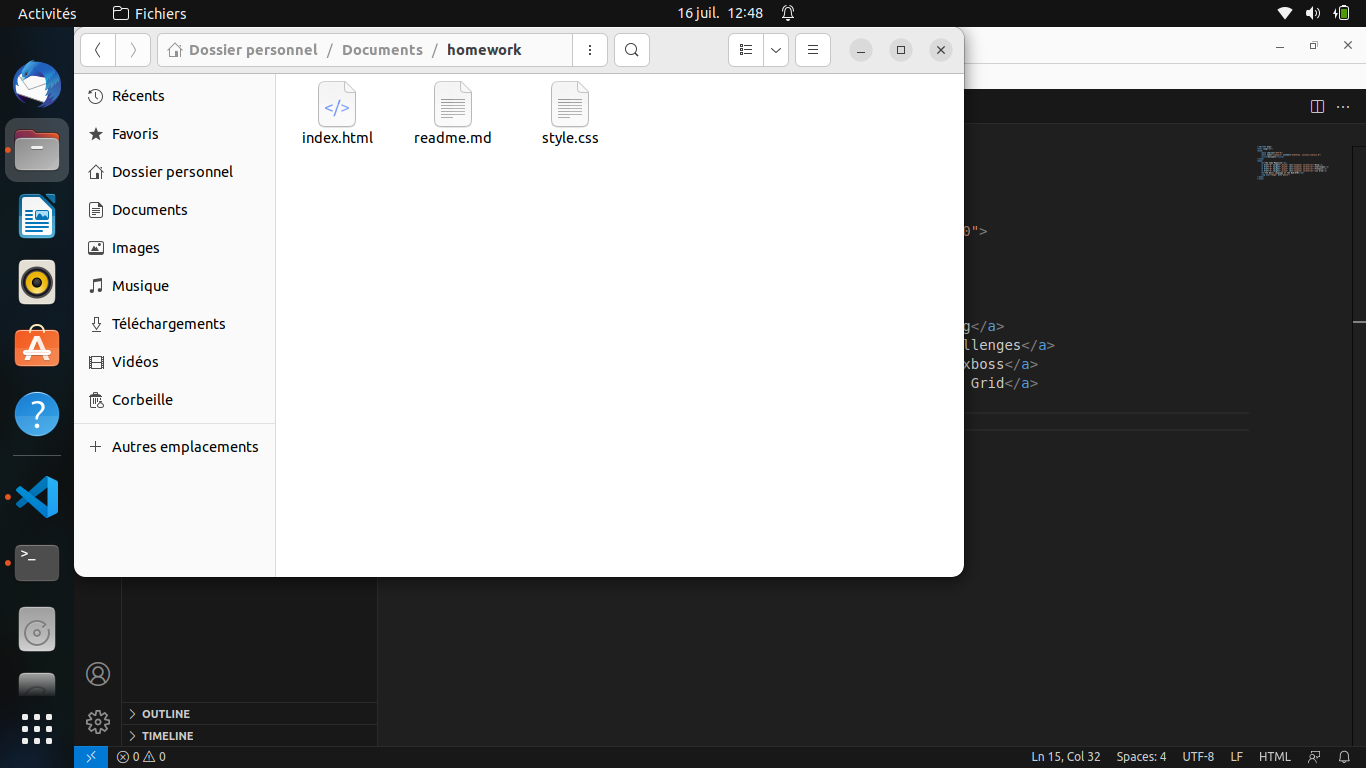 Activités Fichiers 16 juil. 12:48
Dossier personnel / Documents / homework
Récents
Favoris
Dossier personnel
Documents
Images
Musique
Téléchargements
Vidéos
Corbeille
Autres emplacements
index.html readme.md style.css
0">
g</a>
llenges</a>
xboss</a>
Grid</a>
OUTLINE
TIMELINE
0 0 Ln 15, Col 32 Spaces: 4 UTF-8 LF HTML